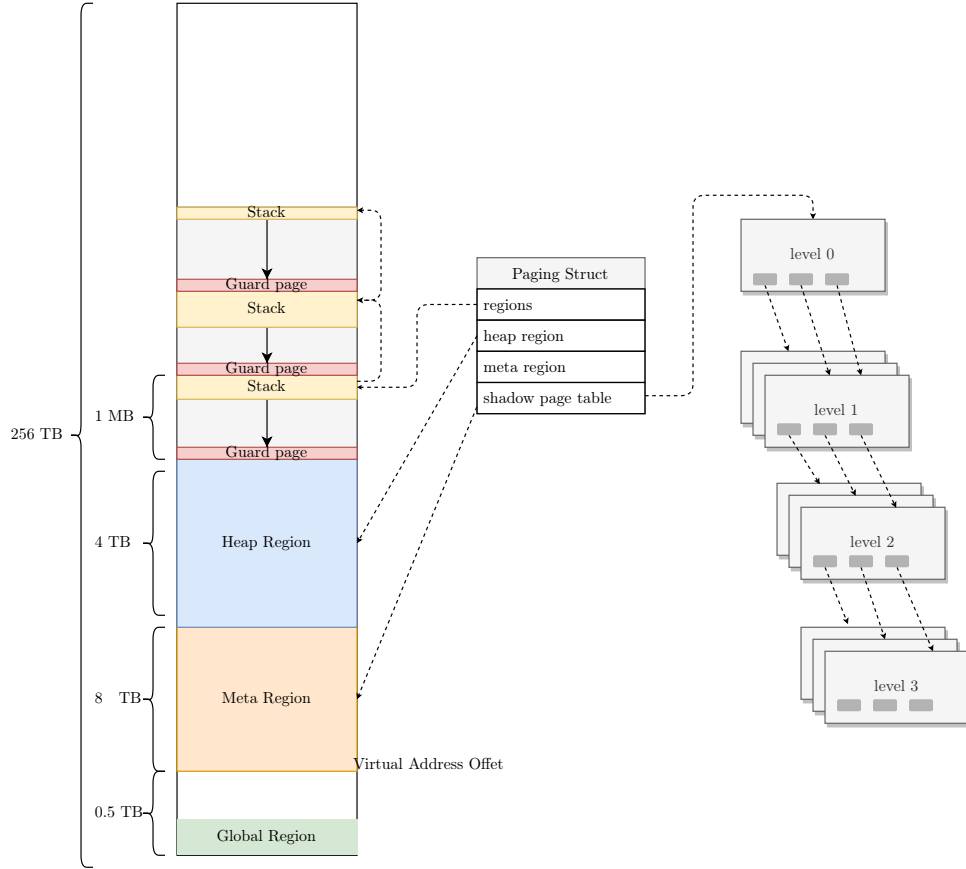 Stack
Guard page
Stack
Guard page
Stack
Guard page
1 MB
256 TB
4 TB
Heap Region
8 TB
Meta Region
Virtual Address Offet
0.5 TB
Global Region
Paging Struct
regions
heap region
meta region
shadow page table
level 0
level 1
level 2
level 3